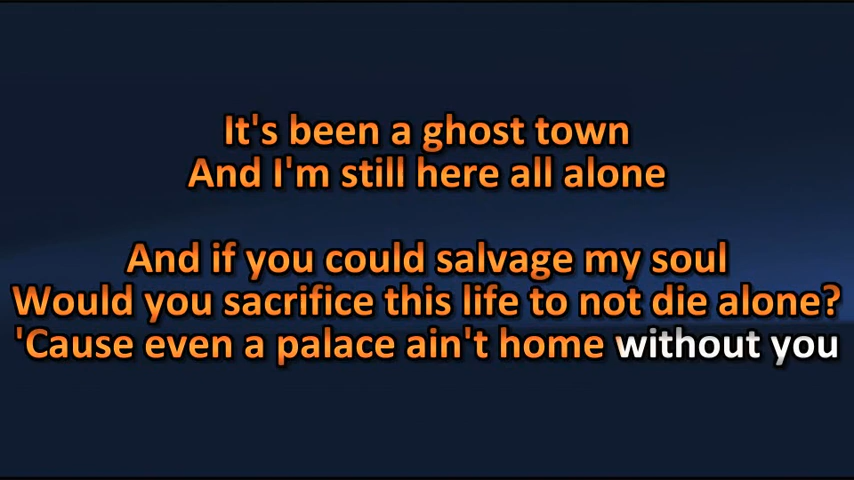 It's been a ghost town
And I'm still here all alone
And if you could salvage my soul
Would you sacrifice this life to not die alone?
'Cause even a palace ain't home without you